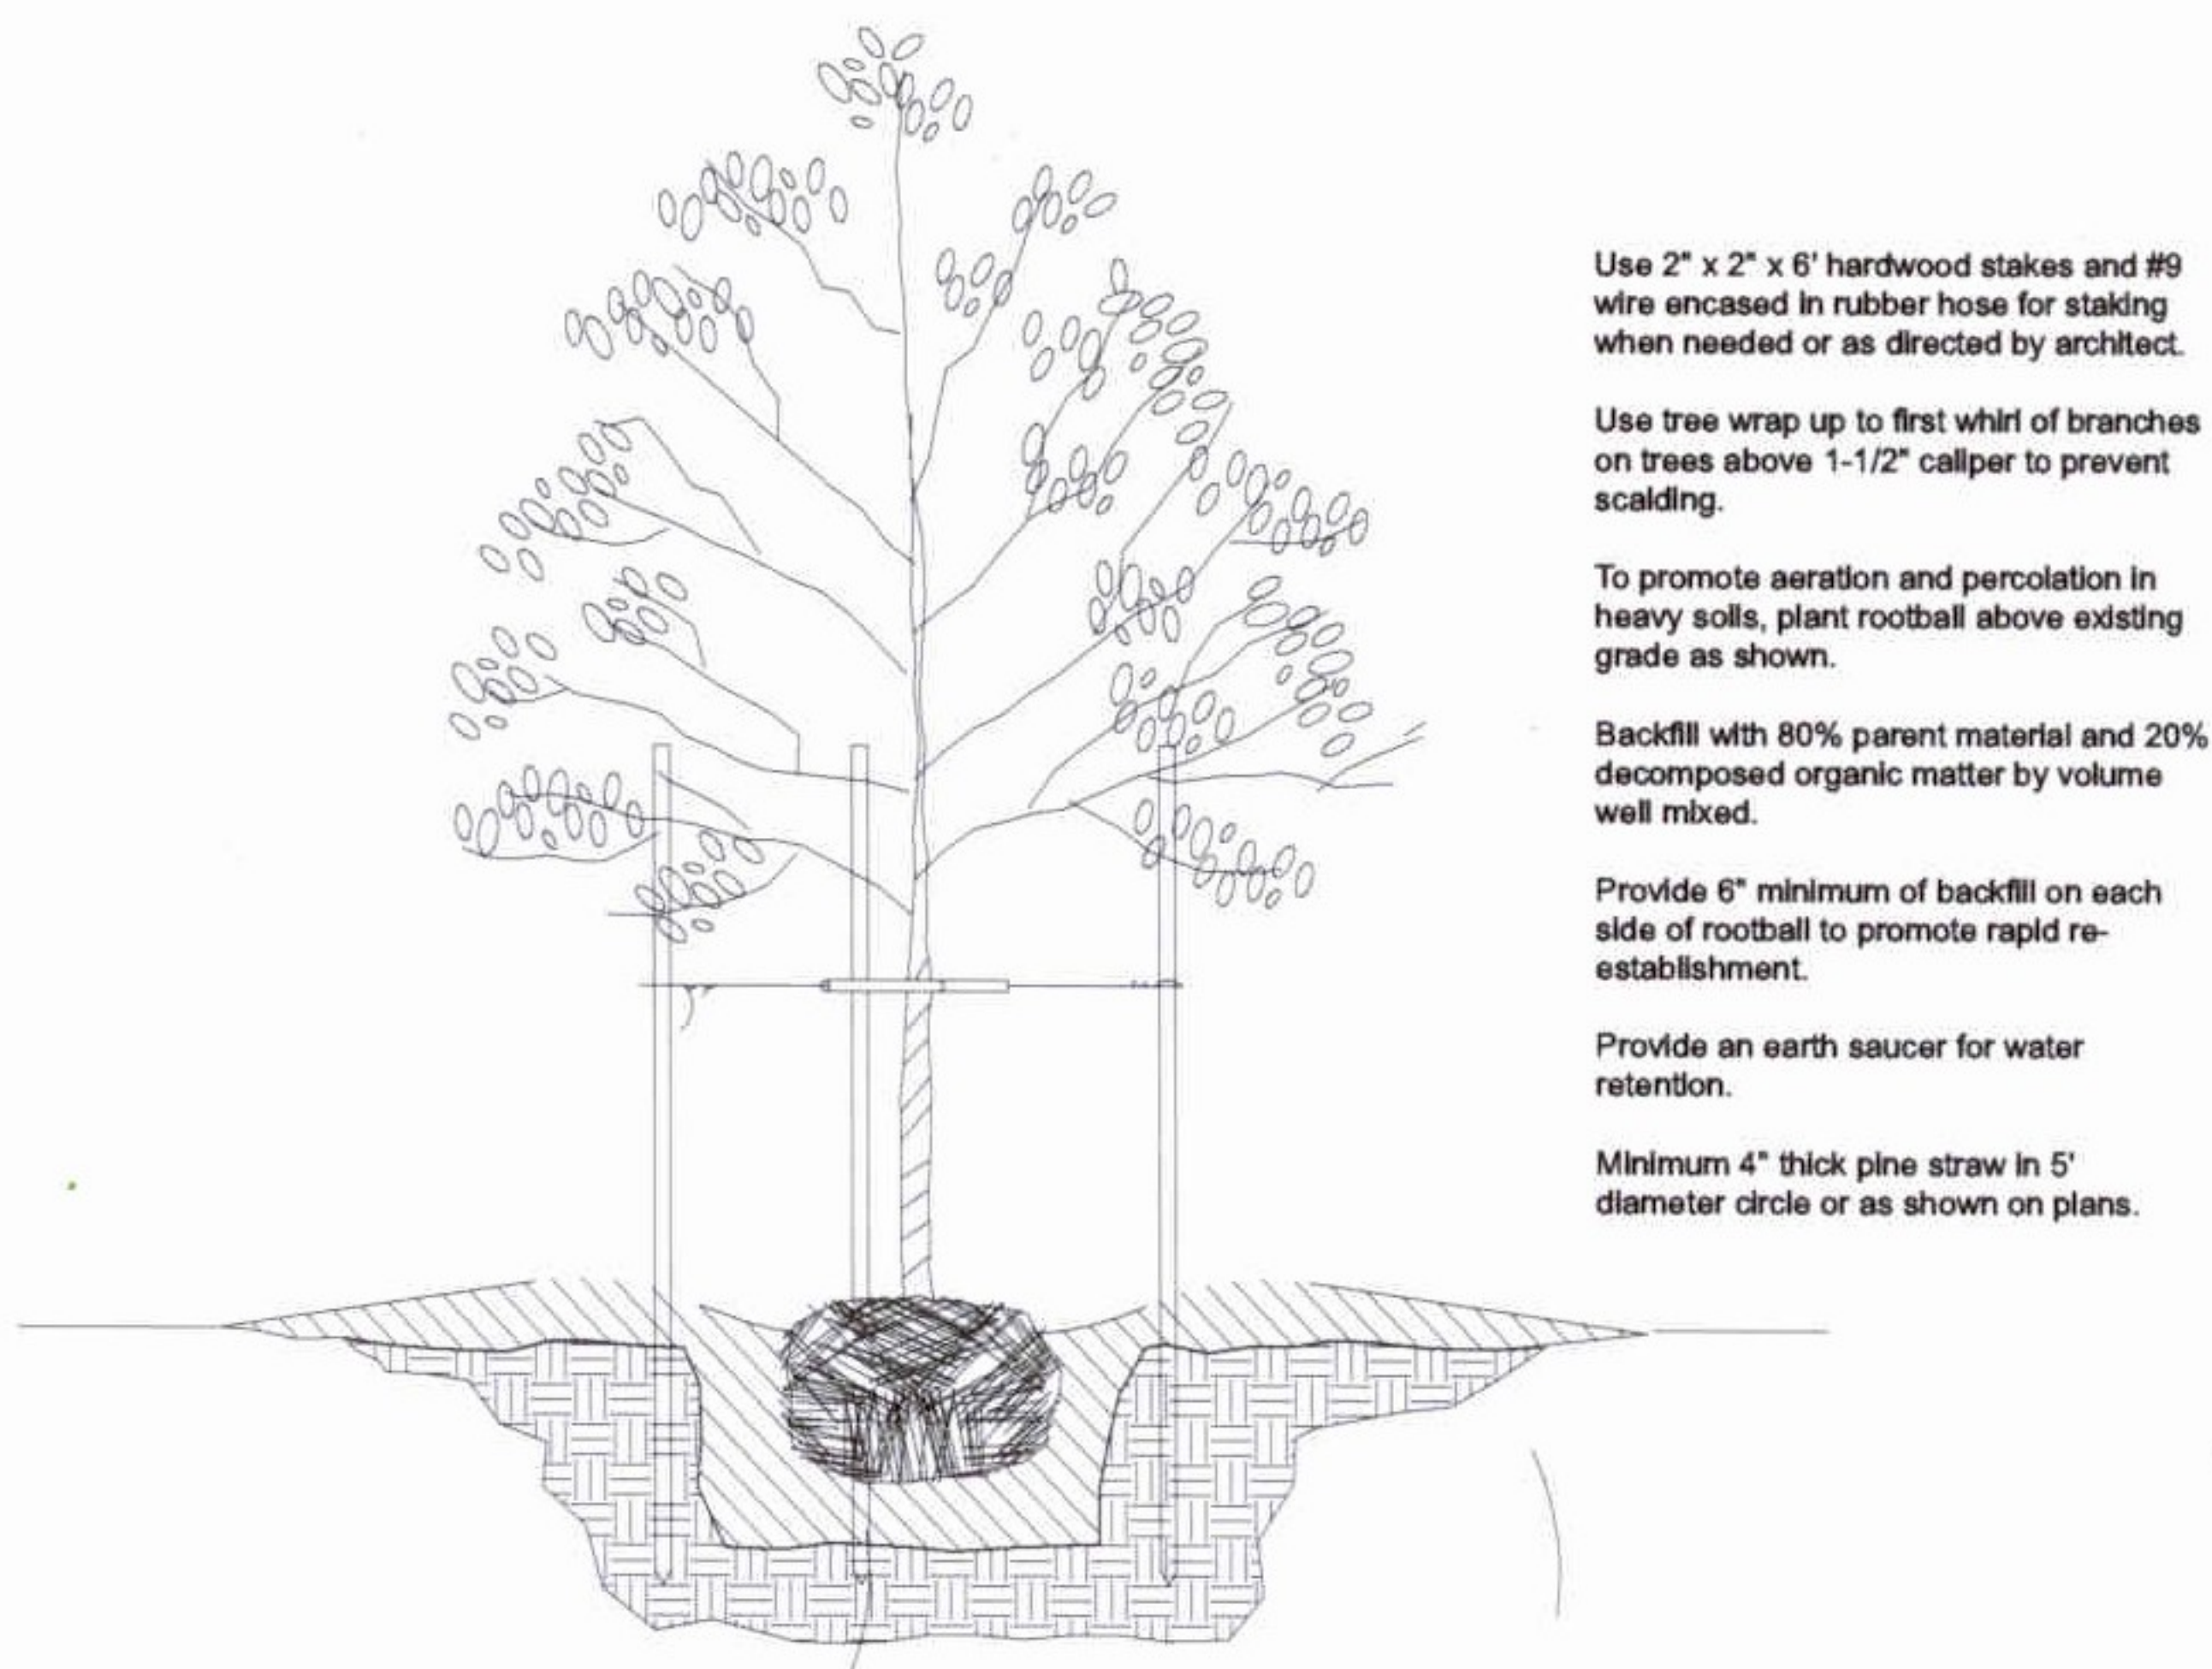 Use 2" x 2" x 6' hardwood stakes and #9
wire encased in rubber hose for staking
when needed or as directed by architect.
Use tree wrap up to first whirl of branches
on trees above 1-1/2" caliper to prevent
scalding.
To promote aeration and percolation in
heavy soils, plant rootball above existing
grade as shown.
Backfill with 80% parent material and 20%
decomposed organic matter by volume
well mixed.
Provide 6" minimum of backfill on each
side of rootball to promote rapid re-
establishment.
Provide an earth saucer for water
retention.
Minimum 4" thick pine straw in 5'
diameter circle or as shown on plans.